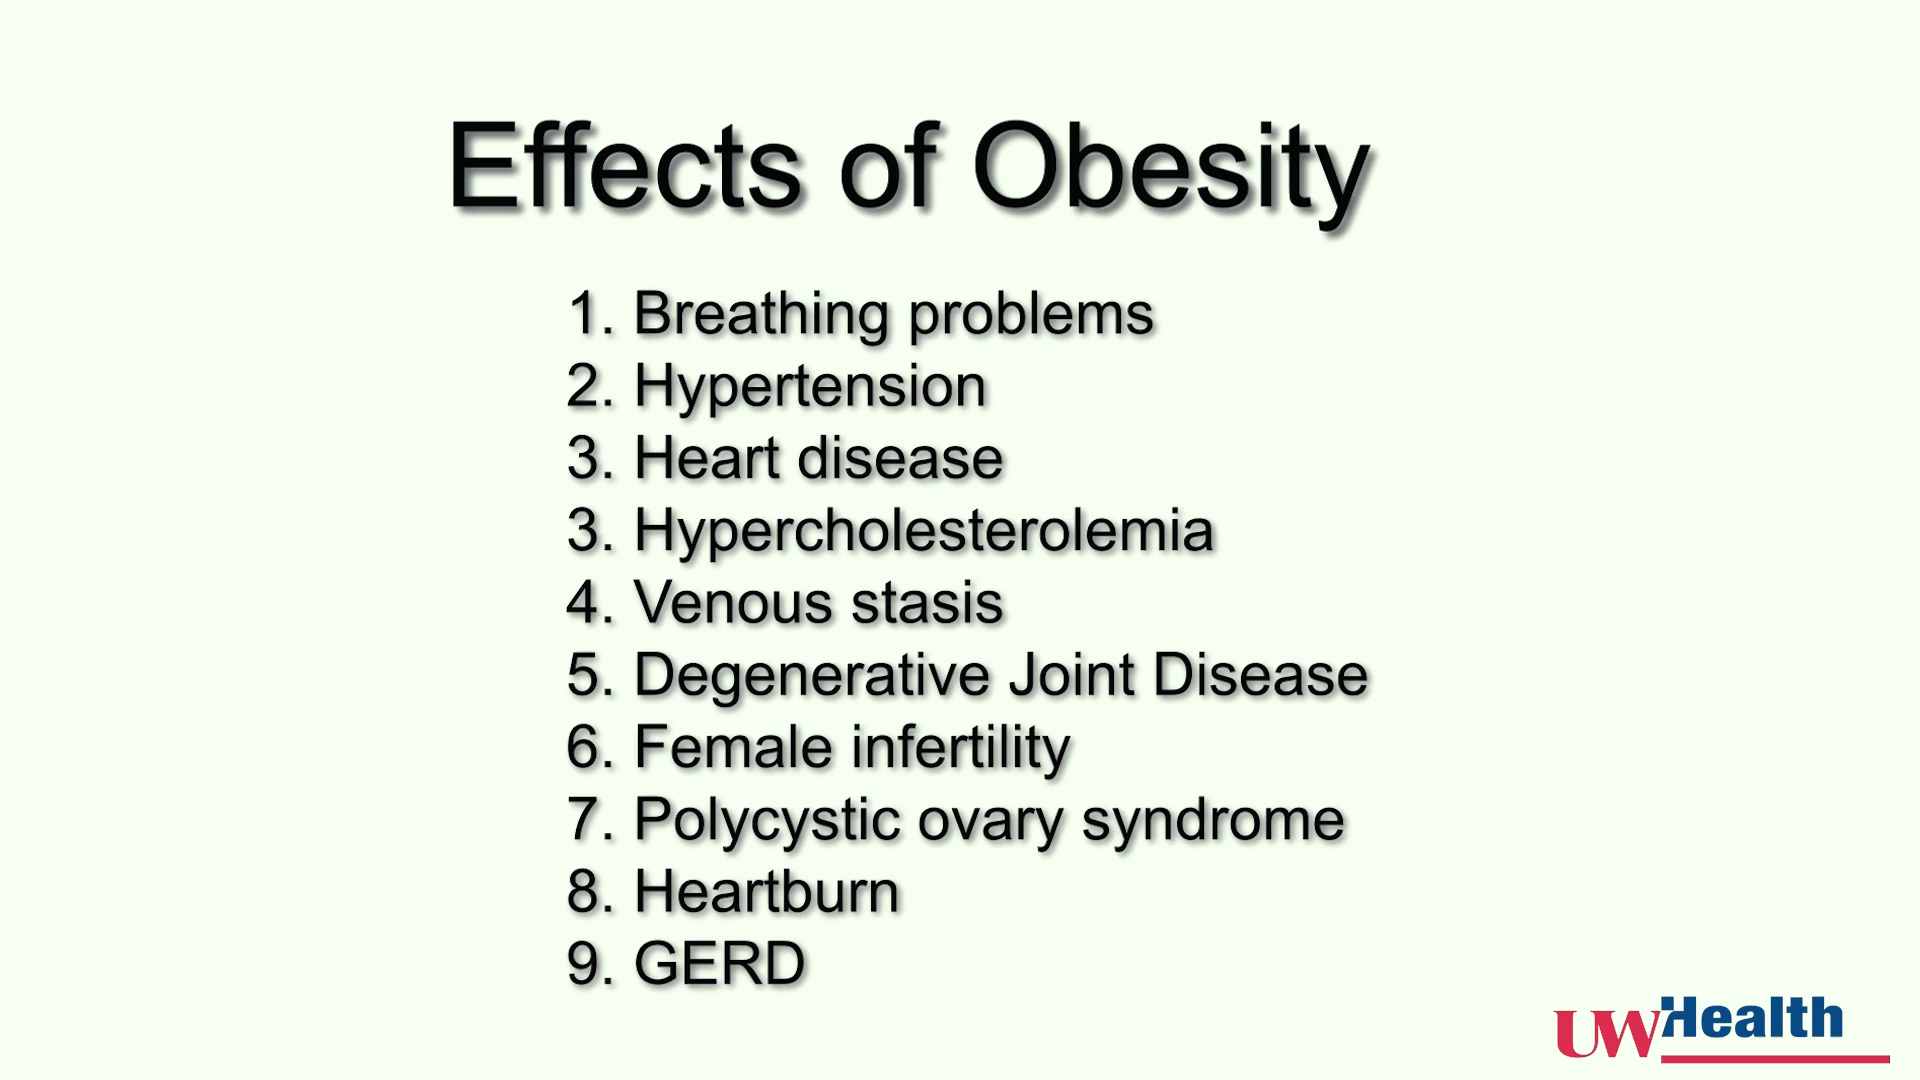 Effects of Obesity
1. Breathing problems
2. Hypertension
3. Heart disease
3. Hypercholesterolemia
4. Venous stasis
5. Degenerative Joint Disease
6. Female infertility
7. Polycystic ovary syndrome
8. Heartburn
9. GERD
UWHealth